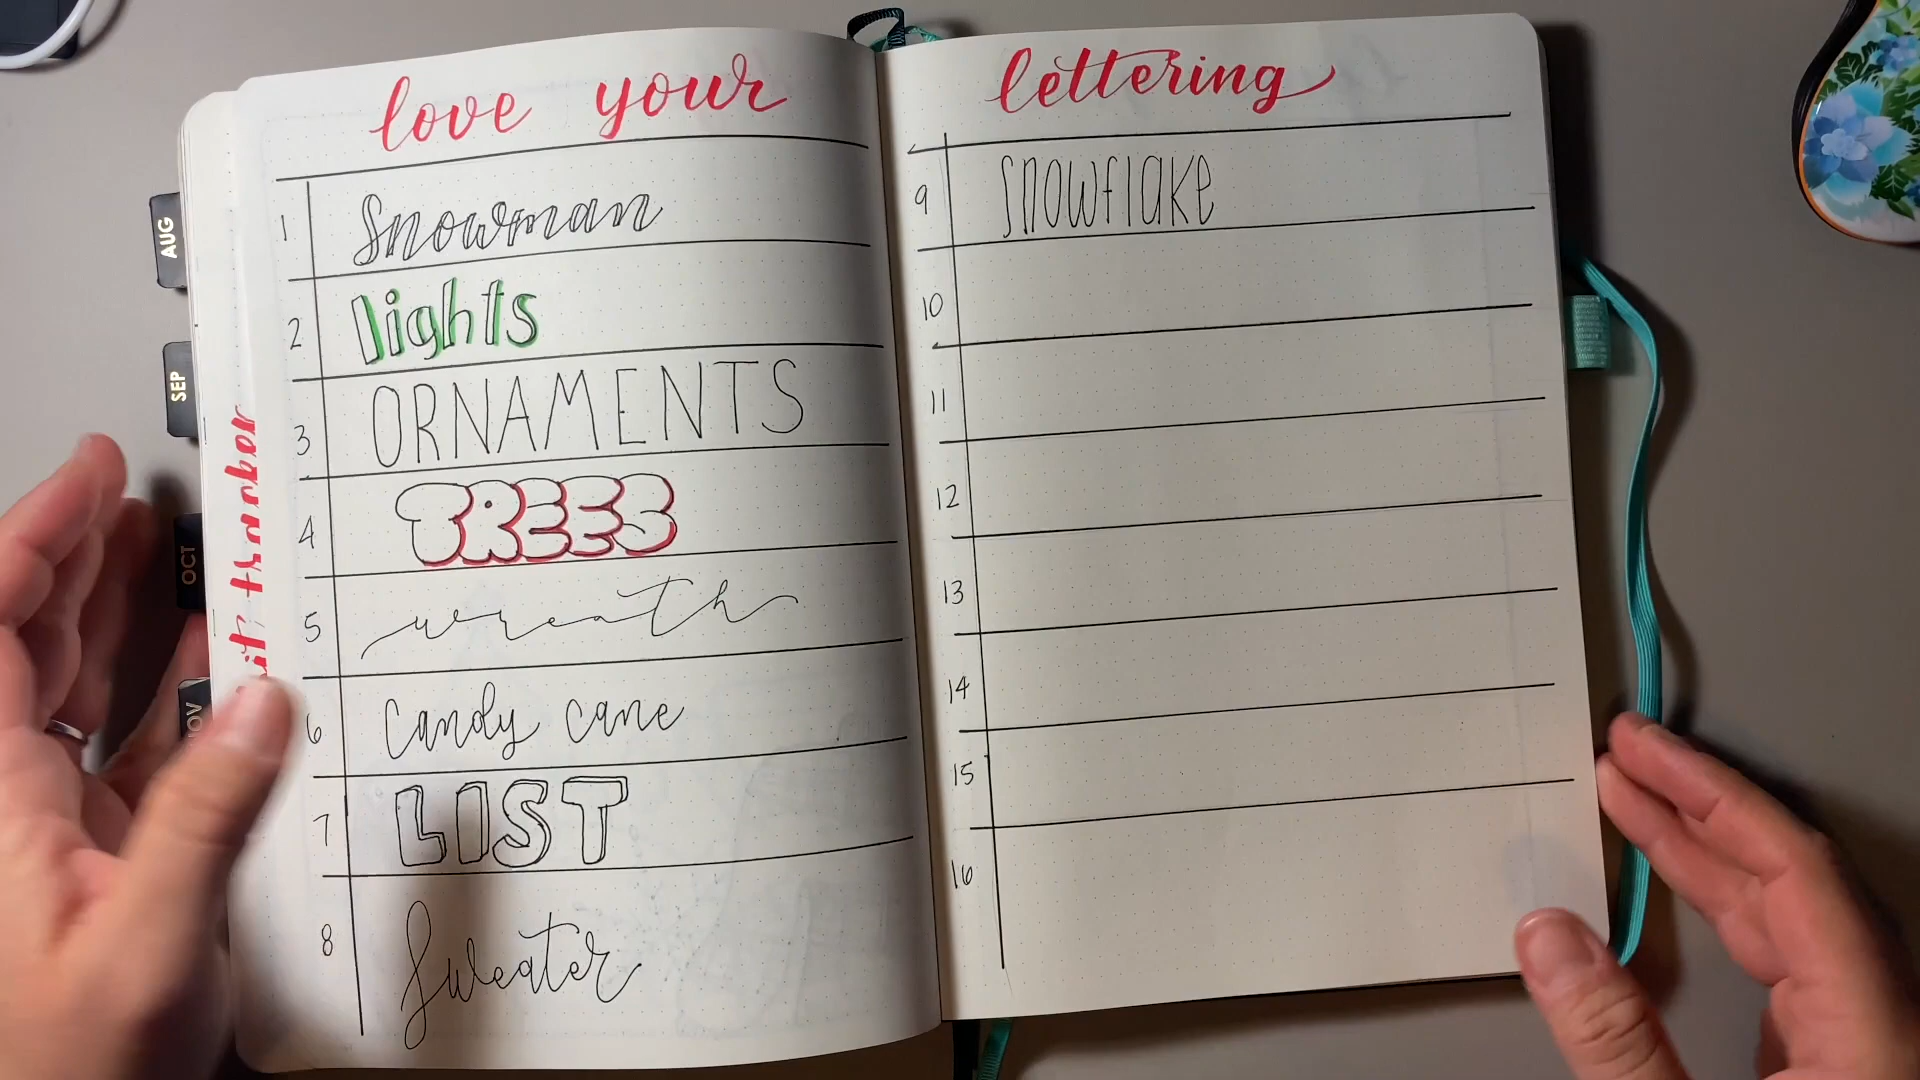 love your lettering
1 Snowman
2 lights
3 ORNAMENTS
4 TREES
5 wreath
6 candy cane
7 LIST
8 Sweater
9 snowflake
10
11
12
13
14
15
16
AUG
SEP
OCT
NOV